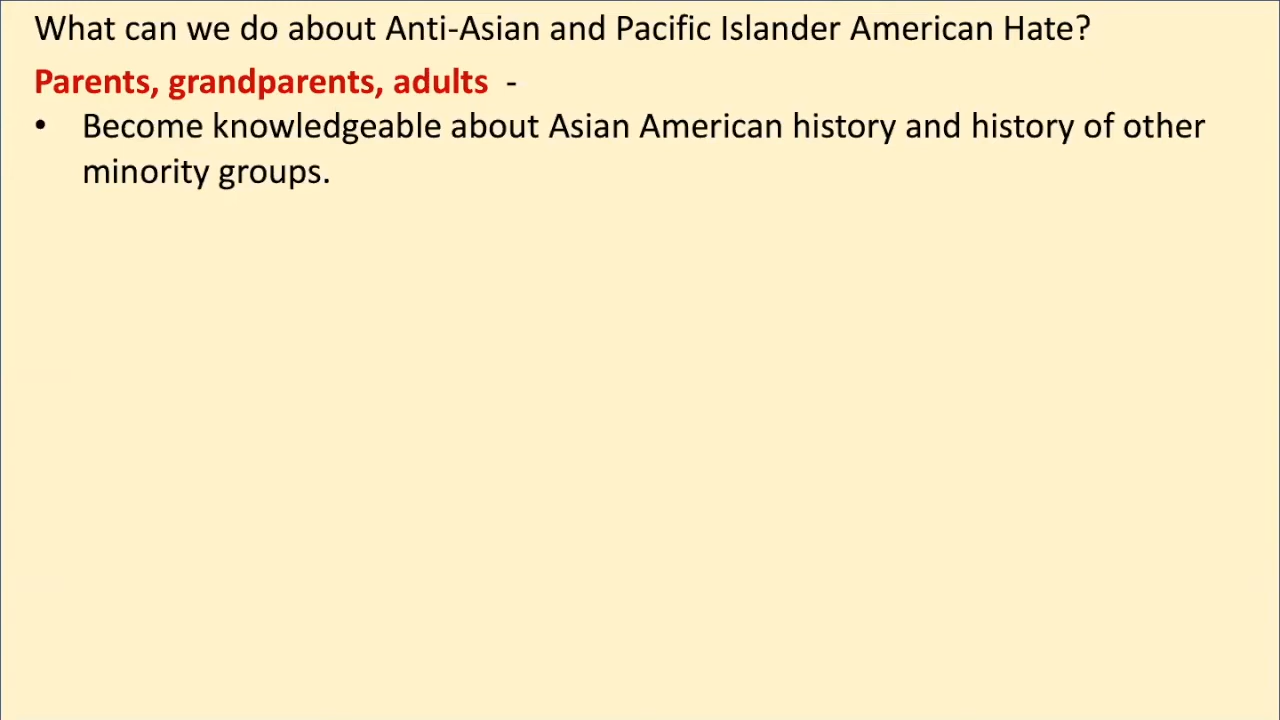 What can we do about Anti-Asian and Pacific Islander American Hate?
Parents, grandparents, adults -
• Become knowledgeable about Asian American history and history of other
minority groups.